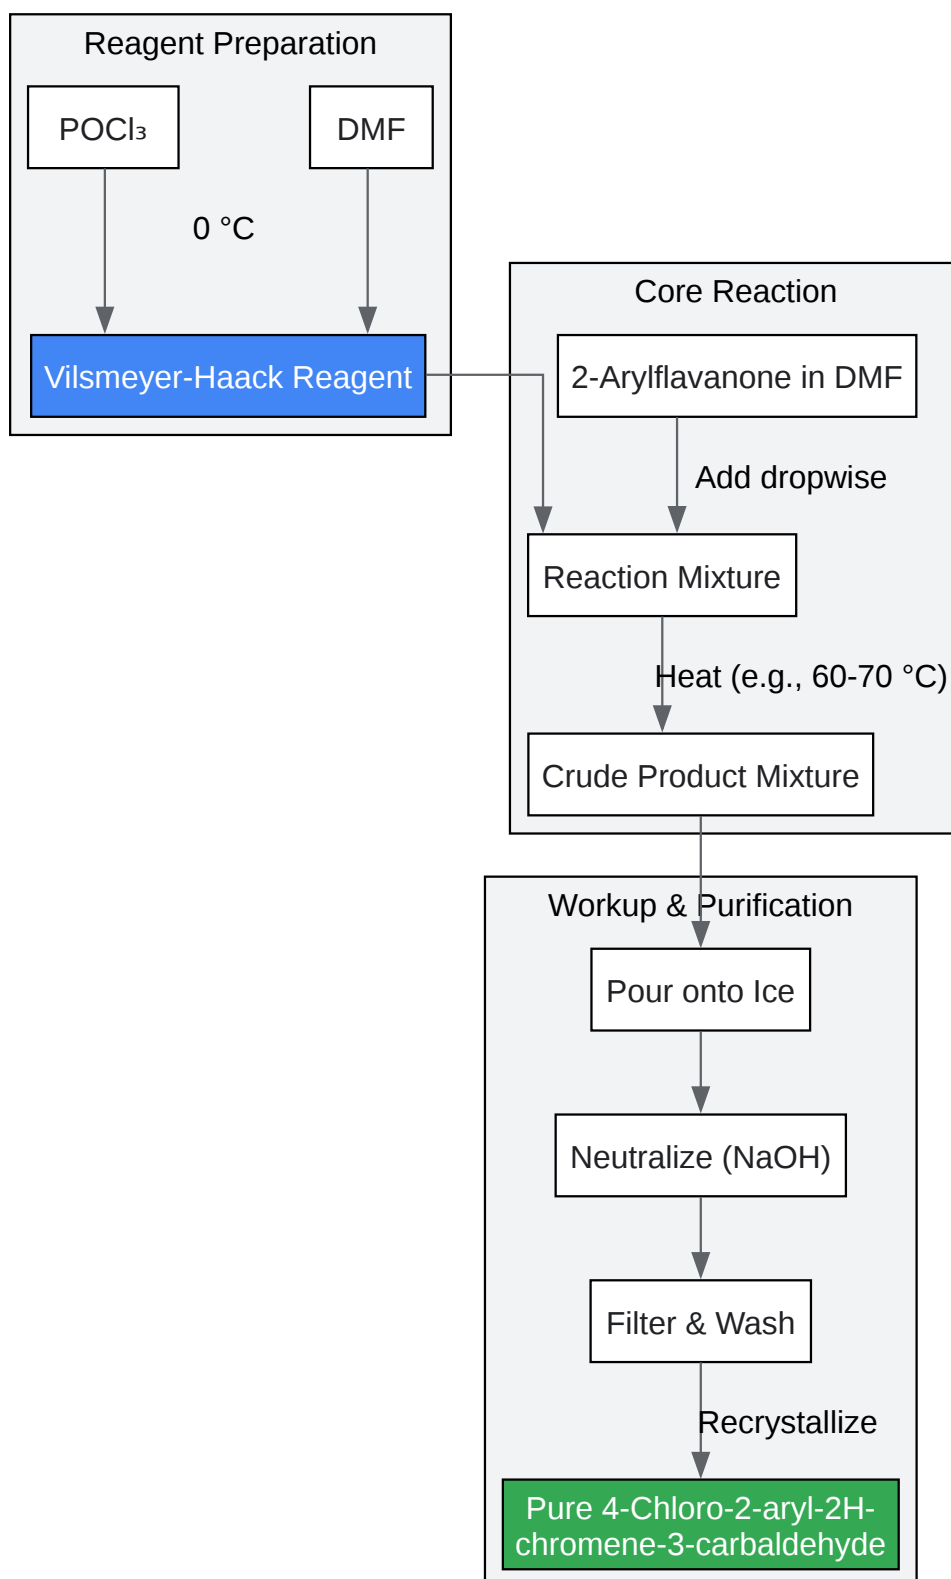 Reagent Preparation
POCl₃
DMF
0 °C
Vilsmeyer-Haack Reagent
Core Reaction
2-Arylflavanone in DMF
Add dropwise
Reaction Mixture
Heat (e.g., 60-70 °C)
Crude Product Mixture
Workup & Purification
Pour onto Ice
Neutralize (NaOH)
Filter & Wash
Recrystallize
Pure 4-Chloro-2-aryl-2H-
chromene-3-carbaldehyde